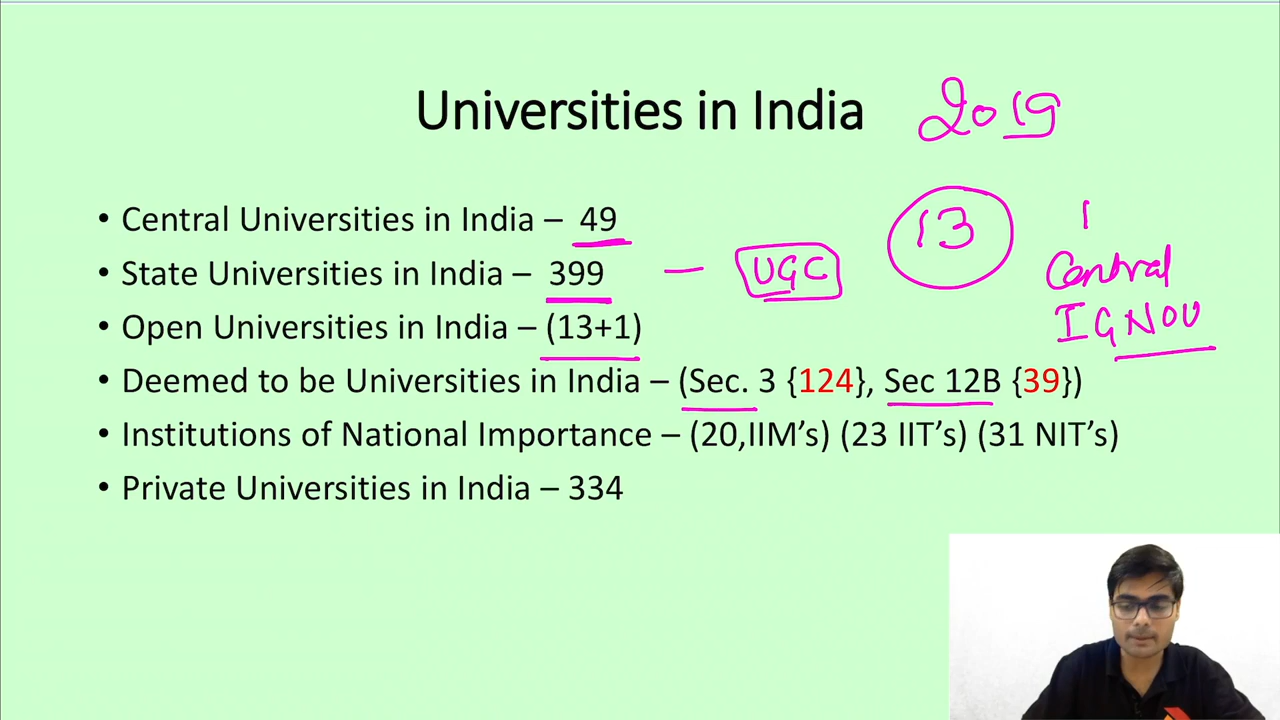 Universities in India 2019
• Central Universities in India – 49
• State Universities in India – 399 — UGC
• Open Universities in India – (13+1)
• Deemed to be Universities in India – (Sec. 3 {124}, Sec 12B {39})
• Institutions of National Importance – (20,IIM’s) (23 IIT’s) (31 NIT’s)
• Private Universities in India – 334
13
1
Central
IGNOU